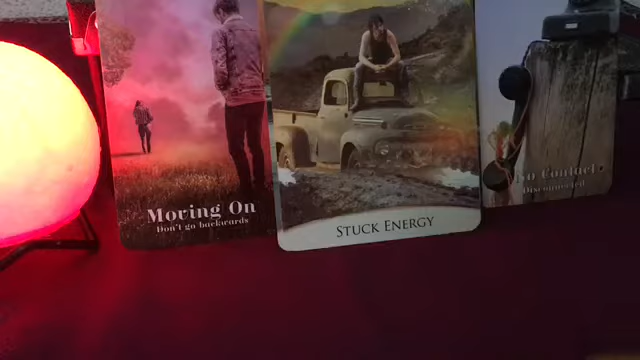 Moving On
Don't go backwards
STUCK ENERGY
No Contact
Disconnected